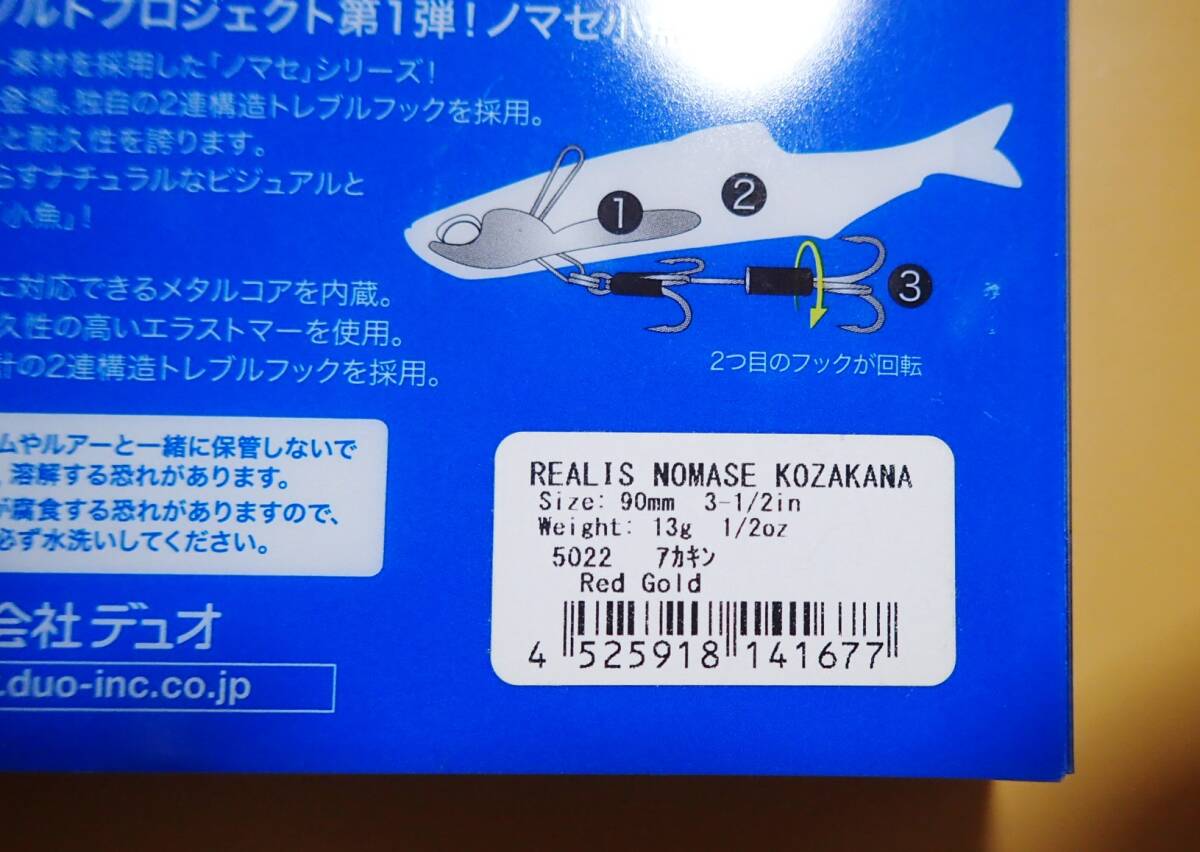 ルトプロジェクト第1弾！ノマセ小
素材を採用した「ノマセ」シリーズ！
登場、独自の2連構造トレブルフックを採用。
と耐久性を誇ります。
らすナチュラルなビジュアルと
「小魚」！
1
2
3
に対応できるメタルコアを内蔵。
久性の高いエラストマーを使用。
計の2連構造トレブルフックを採用。
2つ目のフックが回転
ムやルアーと一緒に保管しないで
、溶解する恐れがあります。
が腐食する恐れがありますので、
必ず水洗いしてください。
会社デュオ
.duo-inc.co.jp
REALIS NOMASE KOZAKANA
Size: 90mm 3-1/2in
Weight: 13g 1/2oz
5022 アカキン
Red Gold
4 525918 141677